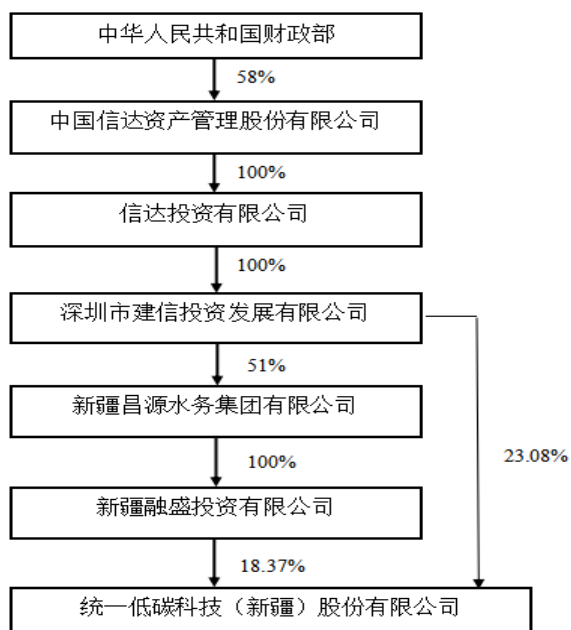 中华人民共和国财政部
58%
中国信达资产管理股份有限公司
100%
信达投资有限公司
100%
深圳市建信投资发展有限公司
51%
新疆昌源水务集团有限公司
23.08%
100%
新疆融盛投资有限公司
18.37%
统一低碳科技（新疆）股份有限公司